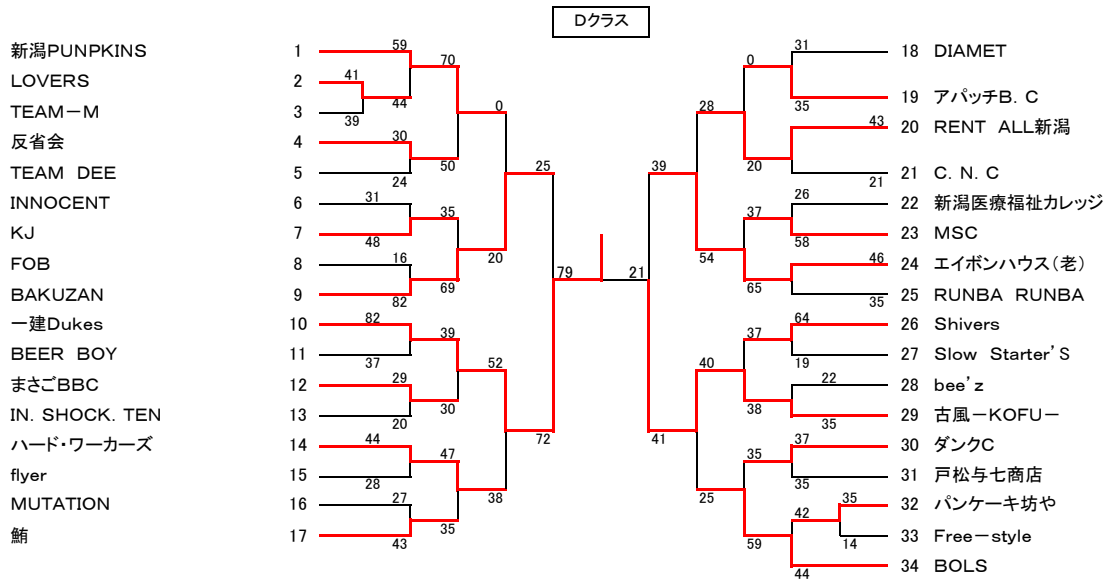 Dクラス
新潟PUNPKINS 1
LOVERS 2
TEAM－M 3
反省会 4
TEAM DEE 5
INNOCENT 6
KJ 7
FOB 8
BAKUZAN 9
一建Dukes 10
BEER BOY 11
まさごBBC 12
IN．SHOCK．TEN 13
ハード・ワーカーズ 14
flyer 15
MUTATION 16
鮪 17
59
41
39
44
70
30
24
50
0
31
48
35
16
82
69
20
25
82
37
39
29
20
30
52
44
28
47
27
43
35
38
72
79
21
39
41
28
54
0
20
31
35
43
21
37
65
26
58
46
35
40
25
37
38
64
19
22
35
35
59
37
35
42
44
35
14
18 DIAMET
19 アパッチB．C
20 RENT ALL新潟
21 C．N．C
22 新潟医療福祉カレッジ
23 MSC
24 エイボンハウス（老）
25 RUNBA RUNBA
26 Shivers
27 Slow Starter’S
28 bee’z
29 古風－KOFU－
30 ダンクC
31 戸松与七商店
32 パンケーキ坊や
33 Free－style
34 BOLS